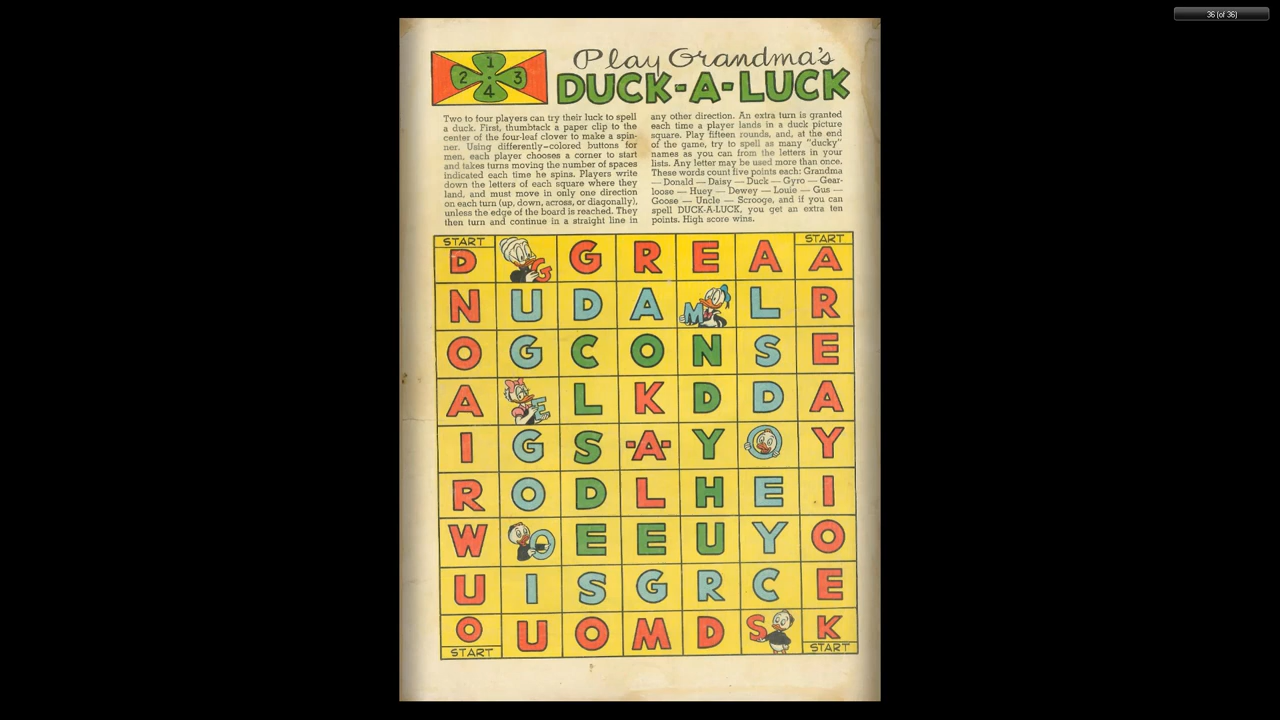 36 (of 36)
Play Grandma's
DUCK-A-LUCK
1
2 3
4
Two to four players can try their luck to spell
a duck. First, thumbtack a paper clip to the
center of the four-leaf clover to make a spin-
ner. Using differently-colored buttons for
men, each player chooses a corner to start
and takes turns moving the number of spaces
indicated each time he spins. Players write
down the letters of each square where they
land, and must move in only one direction
on each turn (up, down, across, or diagonally),
unless the edge of the board is reached. They
then turn and continue in a straight line in
any other direction. An extra turn is granted
each time a player lands in a duck picture
square. Play fifteen rounds, and, at the end
of the game, try to spell as many "ducky"
names as you can from the letters in your
lists. Any letter may be used more than once.
These words count five points each: Grandma
— Donald — Daisy — Duck — Gyro — Gear-
loose — Huey — Dewey — Louie — Gus —
Goose — Uncle — Scrooge, and if you can
spell DUCK-A-LUCK, you get an extra ten
points. High score wins.
START START
D G G R E A A
N U D A M L R
O G C O N S E
A E L K D D A
I G S -A- Y O Y
R O D L H E I
W O E E U Y O
U I S G R C E
O U O M D S K
START START